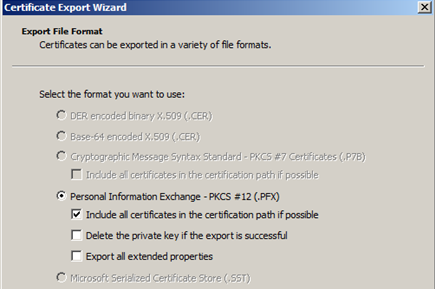 Certificate Export Wizard
Export File Format
Certificates can be exported in a variety of file formats.
Select the format you want to use:
DER encoded binary X.509 (.CER)
Base-64 encoded X.509 (.CER)
Cryptographic Message Syntax Standard - PKCS #7 Certificates (.P7B)
Include all certificates in the certification path if possible
Personal Information Exchange - PKCS #12 (.PFX)
Include all certificates in the certification path if possible
Delete the private key if the export is successful
Export all extended properties
Microsoft Serialized Certificate Store (.SST)